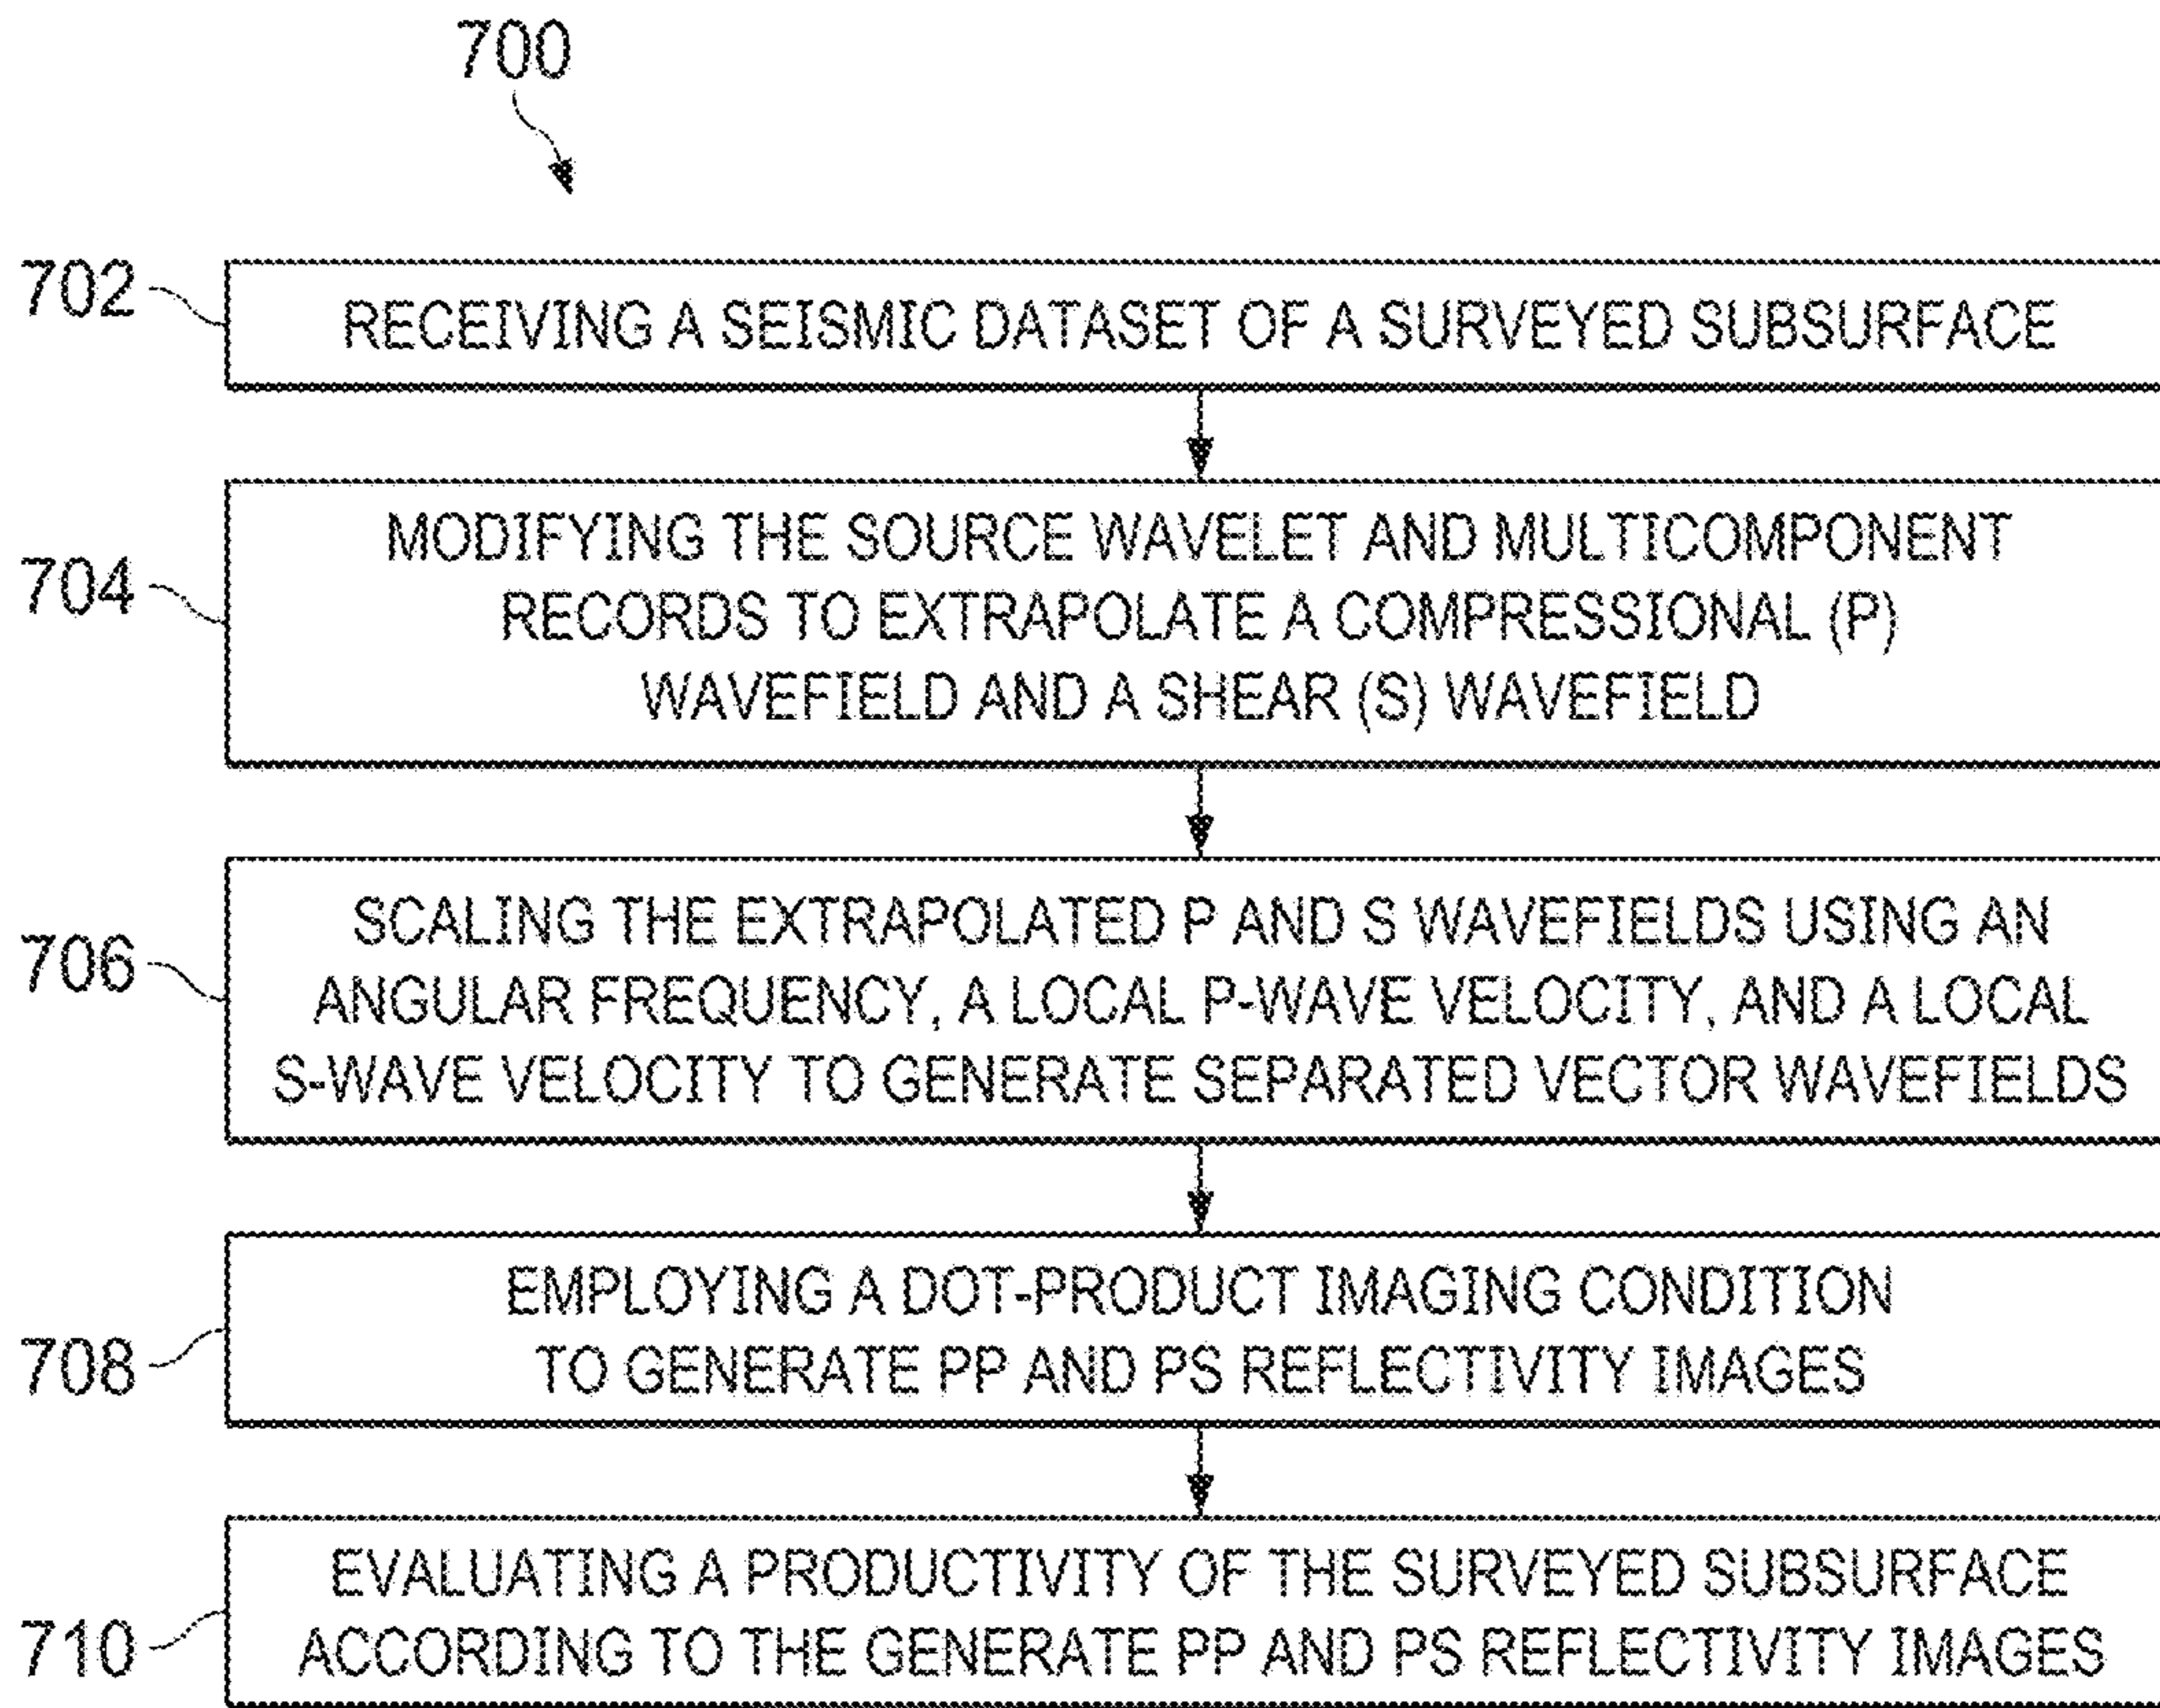 700
702
RECEIVING A SEISMIC DATASET OF A SURVEYED SUBSURFACE
704
MODIFYING THE SOURCE WAVELET AND MULTICOMPONENT
RECORDS TO EXTRAPOLATE A COMPRESSIONAL (P)
WAVEFIELD AND A SHEAR (S) WAVEFIELD
706
SCALING THE EXTRAPOLATED P AND S WAVEFIELDS USING AN
ANGULAR FREQUENCY, A LOCAL P-WAVE VELOCITY, AND A LOCAL
S-WAVE VELOCITY TO GENERATE SEPARATED VECTOR WAVEFIELDS
708
EMPLOYING A DOT-PRODUCT IMAGING CONDITION
TO GENERATE PP AND PS REFLECTIVITY IMAGES
710
EVALUATING A PRODUCTIVITY OF THE SURVEYED SUBSURFACE
ACCORDING TO THE GENERATE PP AND PS REFLECTIVITY IMAGES